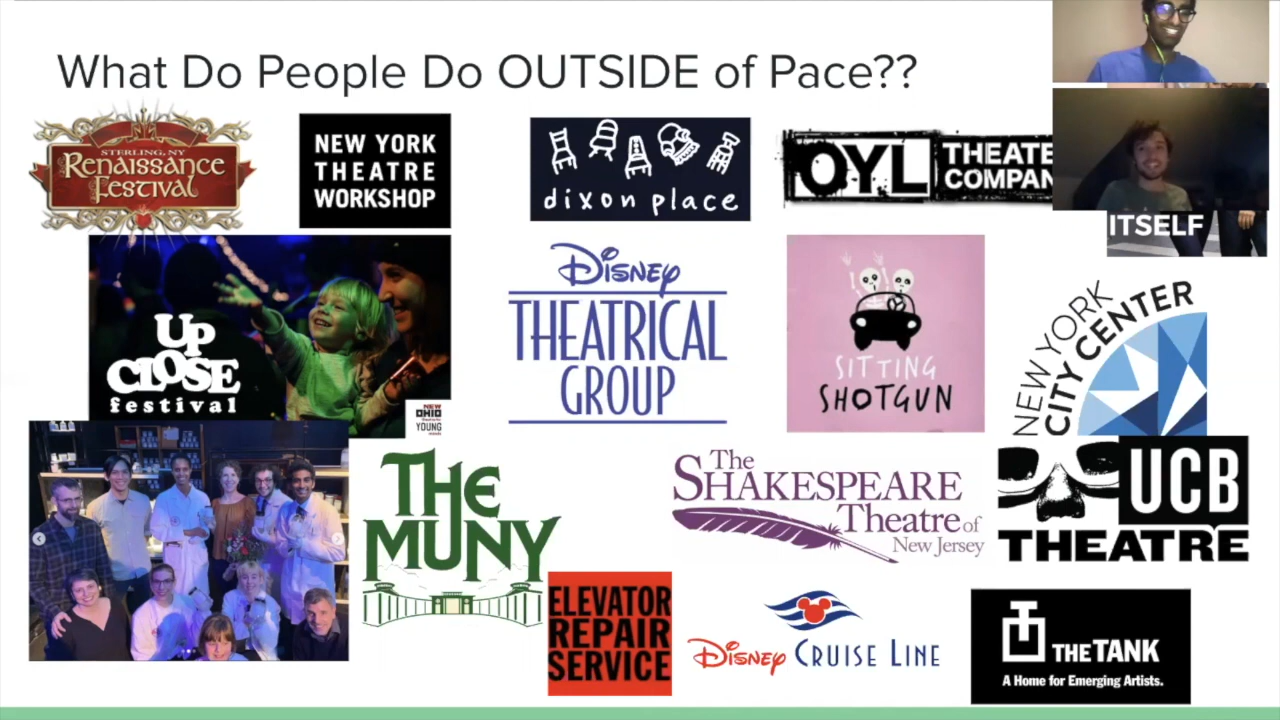 What Do People Do OUTSIDE of Pace??
STERLING, NY
Renaissance
Festival
NEW YORK
THEATRE
WORKSHOP
dixon place
OYL
THEATE
COMPAN
ITSELF
UP
CLOSE
festival
NEW
OHIO
YOUNG
Disney
THEATRICAL
GROUP
SITTING
SHOTGUN
NEW YORK
CITY CENTER
THE
MUNY
The
SHAKESPEARE
Theatre of
New Jersey
UCB
THEATRE
ELEVATOR
REPAIR
SERVICE
Disney CRUISE LINE
THE TANK
A Home for Emerging Artists.